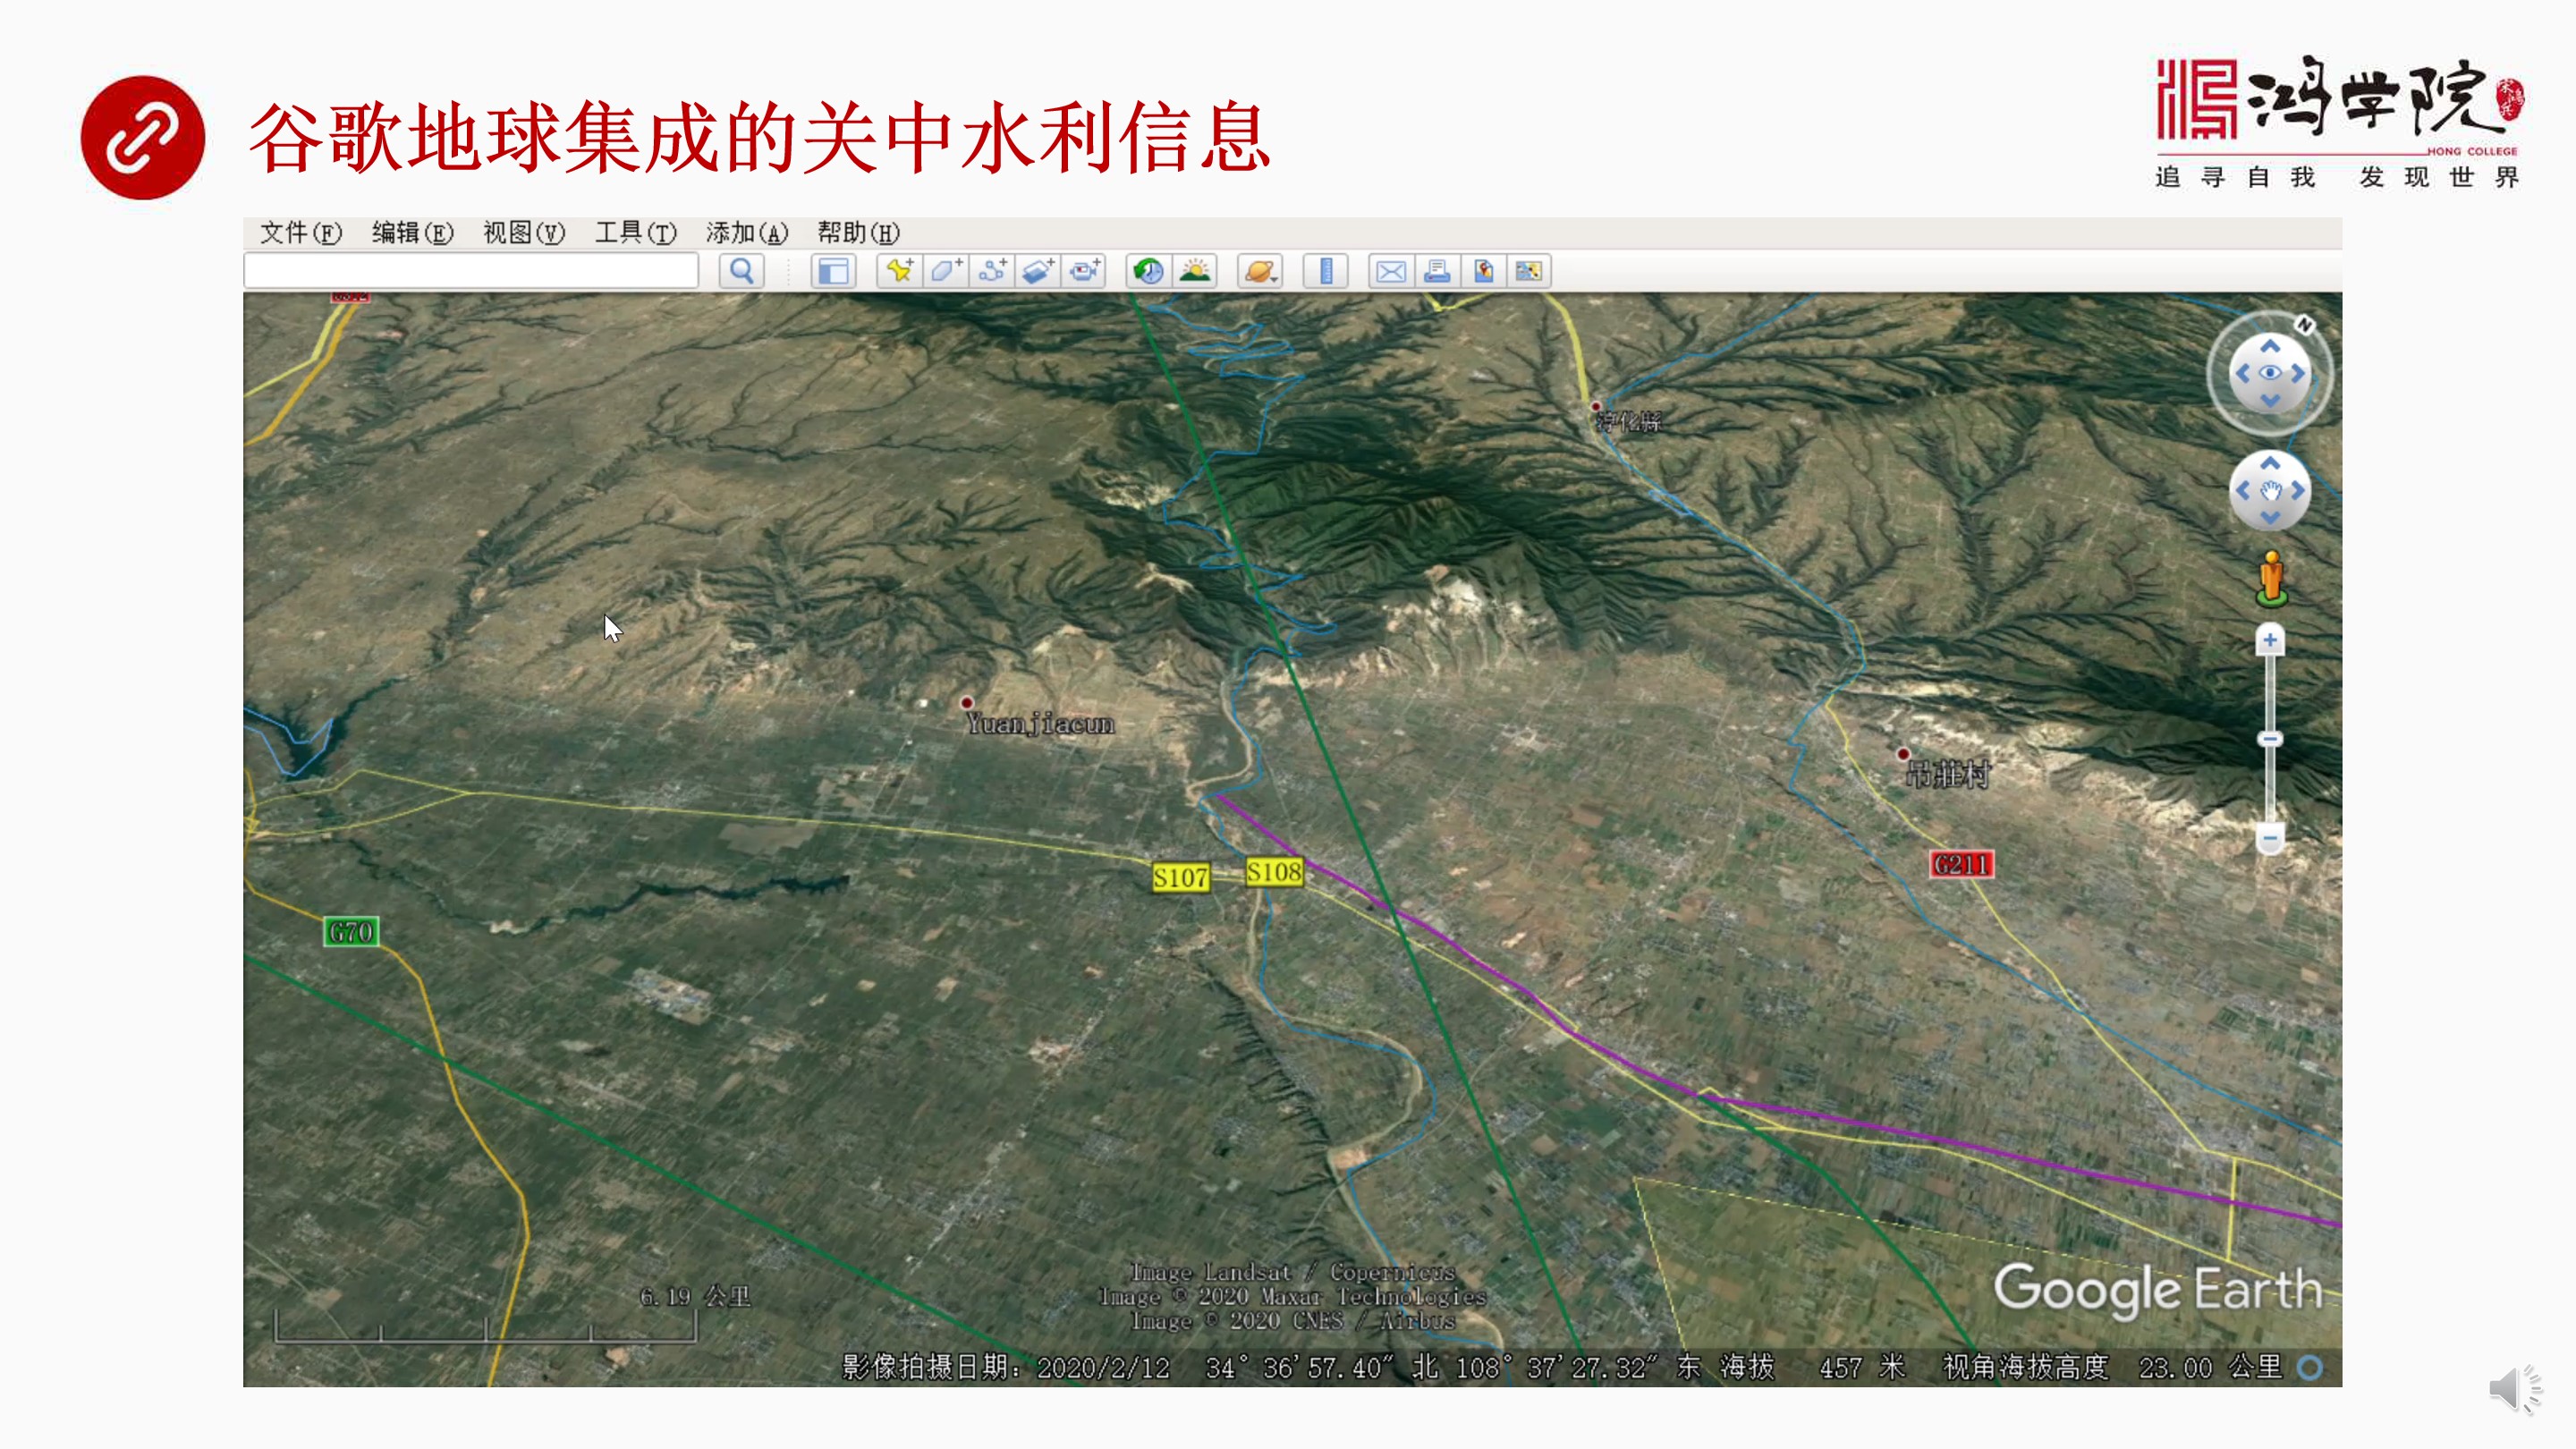 谷歌地球集成的关中水利信息
鸿学院
HONG COLLEGE
追寻自我 发现世界
文件(F) 编辑(E) 视图(V) 工具(T) 添加(A) 帮助(H)
N
淳化縣
Yuanjiacun
吊莊村
S107
S108
G211
G70
6.19 公里
Image Landsat / Copernicus
Image © 2020 Maxar Technologies
Image © 2020 CNES / Airbus
Google Earth
影像拍摄日期: 2020/2/12 34°36'57.40" 北 108°37'27.32" 东 海拔 457 米 视角海拔高度 23.00 公里